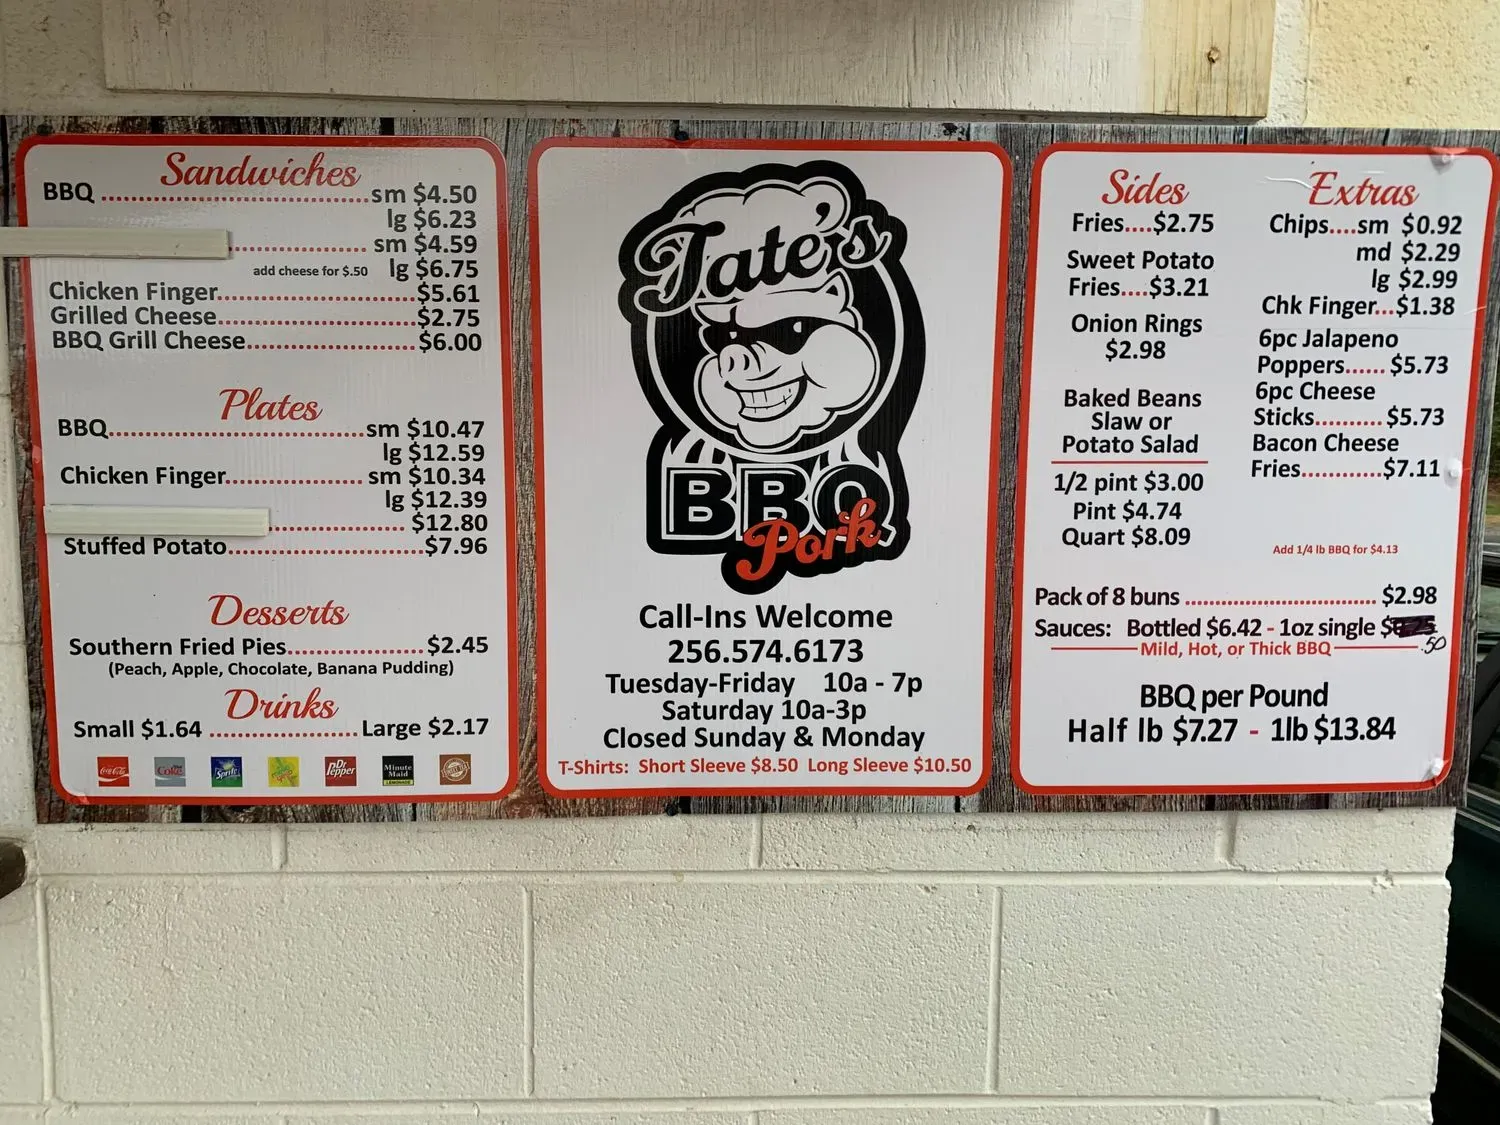 Sandwiches
BBQ ........................................ sm $4.50
lg $6.23
.................... sm $4.59
add cheese for $.50 lg $6.75
Chicken Finger.............................. $5.61
Grilled Cheese.............................. $2.75
BBQ Grill Cheese......................... $6.00
Plates
BBQ...................................... sm $10.47
lg $12.59
Chicken Finger.................... sm $10.34
lg $12.39
.................... $12.80
Stuffed Potato............................. $7.96
Desserts
Southern Fried Pies.................... $2.45
(Peach, Apple, Chocolate, Banana Pudding)
Drinks
Small $1.64 ......................... Large $2.17
Coca-Cola Diet Coke Sprite Dr Pepper Minute Maid LEMONADE
Tate's
BBQ
Pork
Call-Ins Welcome
256.574.6173
Tuesday-Friday 10a - 7p
Saturday 10a-3p
Closed Sunday & Monday
T-Shirts: Short Sleeve $8.50 Long Sleeve $10.50
Sides
Fries....$2.75
Sweet Potato
Fries....$3.21
Onion Rings
$2.98
Baked Beans
Slaw or
Potato Salad
1/2 pint $3.00
Pint $4.74
Quart $8.09
Extras
Chips....sm $0.92
md $2.29
lg $2.99
Chk Finger...$1.38
6pc Jalapeno
Poppers...... $5.73
6pc Cheese
Sticks.......... $5.73
Bacon Cheese
Fries............$7.11
Add 1/4 lb BBQ for $4.13
Pack of 8 buns .................................... $2.98
Sauces: Bottled $6.42 - 1oz single $
.50
Mild, Hot, or Thick BBQ
BBQ per Pound
Half lb $7.27 - 1lb $13.84